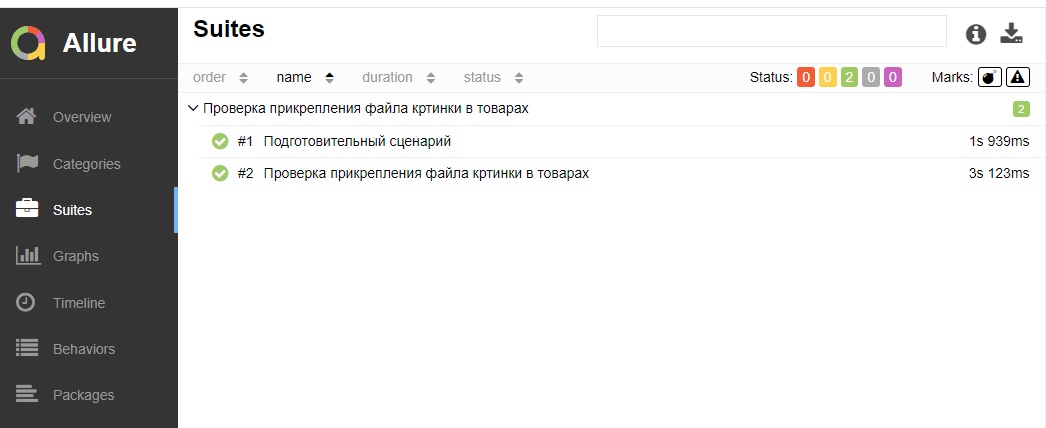 Allure
Overview
Categories
Suites
Graphs
Timeline
Behaviors
Packages
Suites
order name duration status Status: 0 0 2 0 0 Marks:
Проверка прикрепления файла кртинки в товарах 2
#1 Подготовительный сценарий 1s 939ms
#2 Проверка прикрепления файла кртинки в товарах 3s 123ms